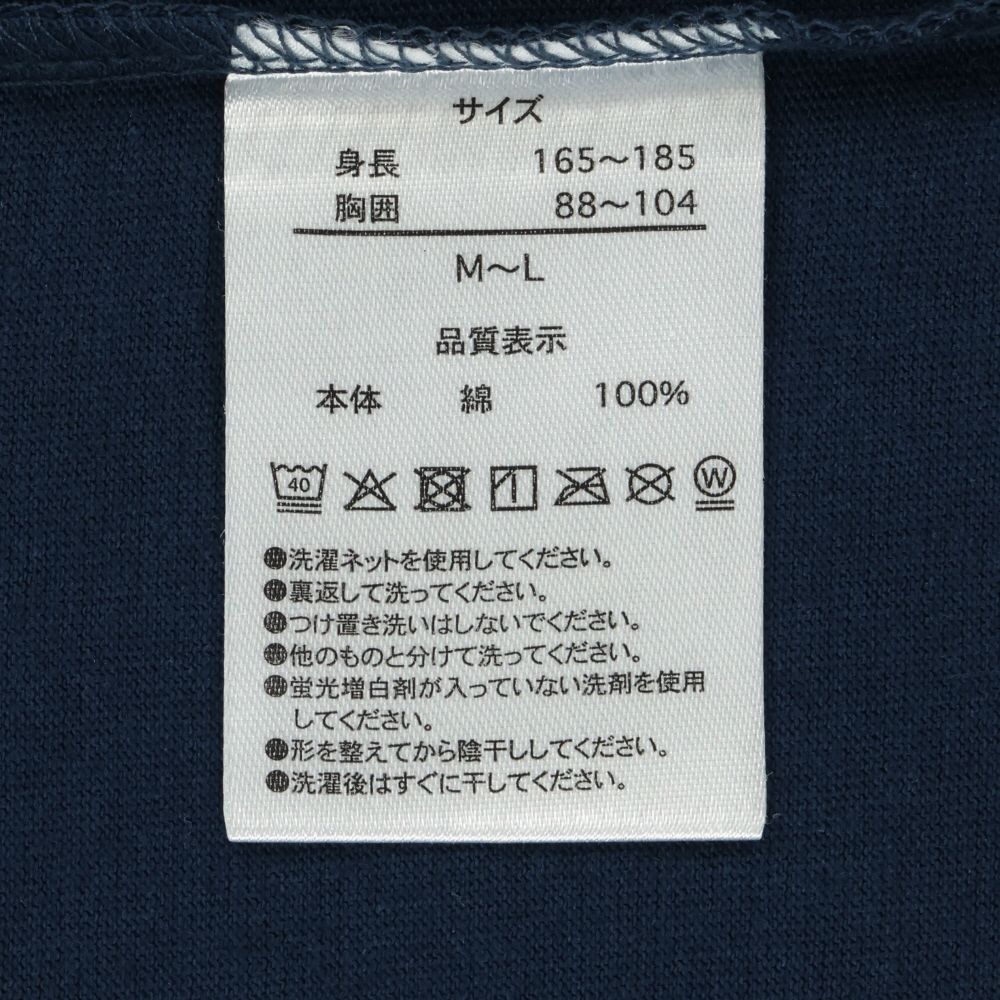 サイズ
身長 165～185
胸囲 88～104
M～L
品質表示
本体 綿 100%
40 W
●洗濯ネットを使用してください。
●裏返して洗ってください。
●つけ置き洗いはしないでください。
●他のものと分けて洗ってください。
●蛍光増白剤が入っていない洗剤を使用
してください。
●形を整えてから陰干ししてください。
●洗濯後はすぐに干してください。